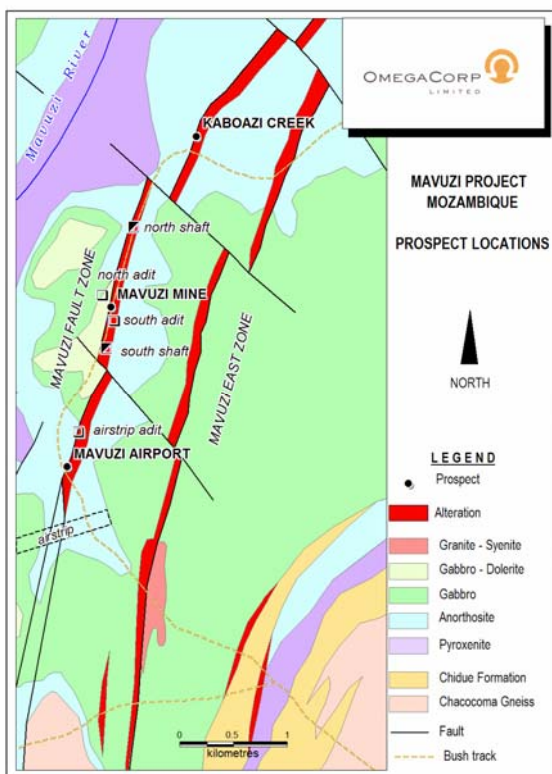 OMEGACORP
LIMITED
MAVUZI PROJECT
MOZAMBIQUE
PROSPECT LOCATIONS
NORTH
Mavuzi River
KABOAZI CREEK
north shaft
north adit
MAVUZI MINE
south adit
south shaft
MAVUZI FAULT ZONE
MAVUZI EAST ZONE
airstrip adit
MAVUZI AIRPORT
airstrip
0 0.5 1
kilometres
LEGEND
Prospect
Alteration
Granite - Syenite
Gabbro - Dolerite
Gabbro
Anorthosite
Pyroxenite
Chidue Formation
Chacocoma Gneiss
Fault
Bush track